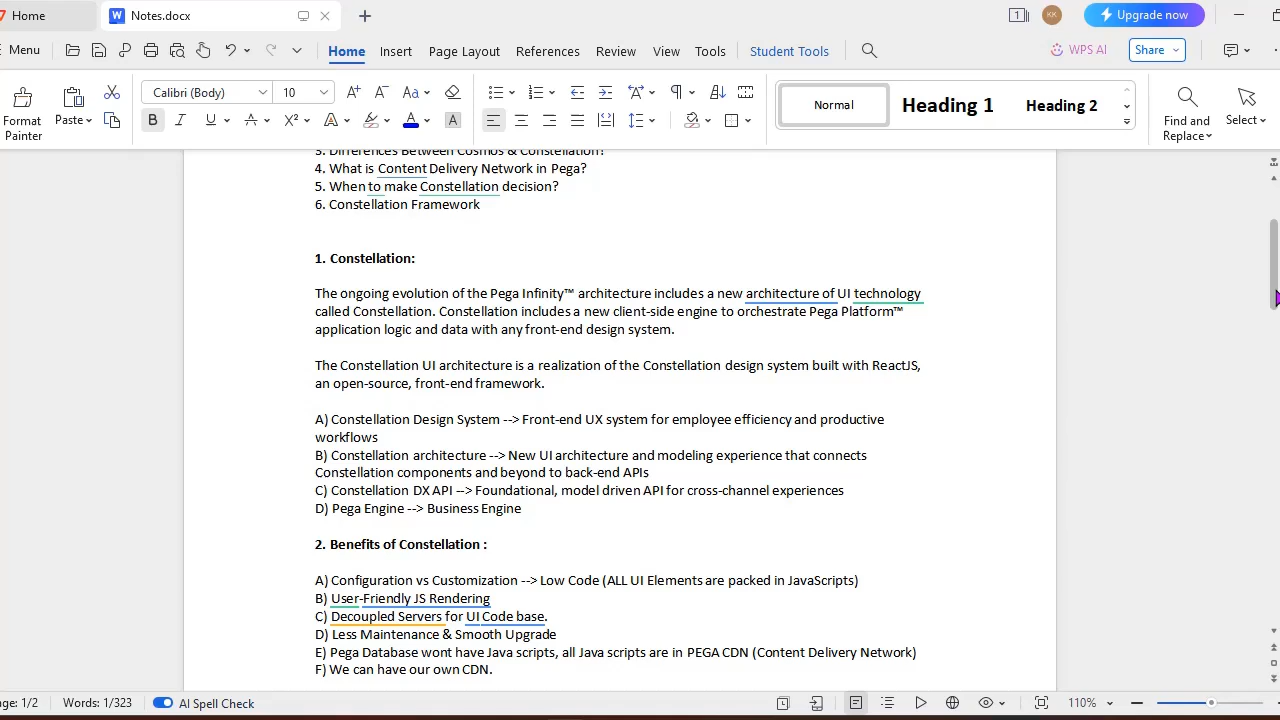 Home
Notes.docx
1
KK
Upgrade now
Menu
Home
Insert
Page Layout
References
Review
View
Tools
Student Tools
WPS AI
Share
Format
Painter
Paste
Calibri (Body)
10
Normal
Heading 1
Heading 2
Find and
Replace
Select
3. Differences Between Cosmos & Constellation?
4. What is Content Delivery Network in Pega?
5. When to make Constellation decision?
6. Constellation Framework
1. Constellation:
The ongoing evolution of the Pega Infinity™ architecture includes a new architecture of UI technology
called Constellation. Constellation includes a new client-side engine to orchestrate Pega Platform™
application logic and data with any front-end design system.
The Constellation UI architecture is a realization of the Constellation design system built with ReactJS,
an open-source, front-end framework.
A) Constellation Design System --> Front-end UX system for employee efficiency and productive
workflows
B) Constellation architecture --> New UI architecture and modeling experience that connects
Constellation components and beyond to back-end APIs
C) Constellation DX API --> Foundational, model driven API for cross-channel experiences
D) Pega Engine --> Business Engine
2. Benefits of Constellation :
A) Configuration vs Customization --> Low Code (ALL UI Elements are packed in JavaScripts)
B) User-Friendly JS Rendering
C) Decoupled Servers for UI Code base.
D) Less Maintenance & Smooth Upgrade
E) Pega Database wont have Java scripts, all Java scripts are in PEGA CDN (Content Delivery Network)
F) We can have our own CDN.
age: 1/2
Words: 1/323
AI Spell Check
110%